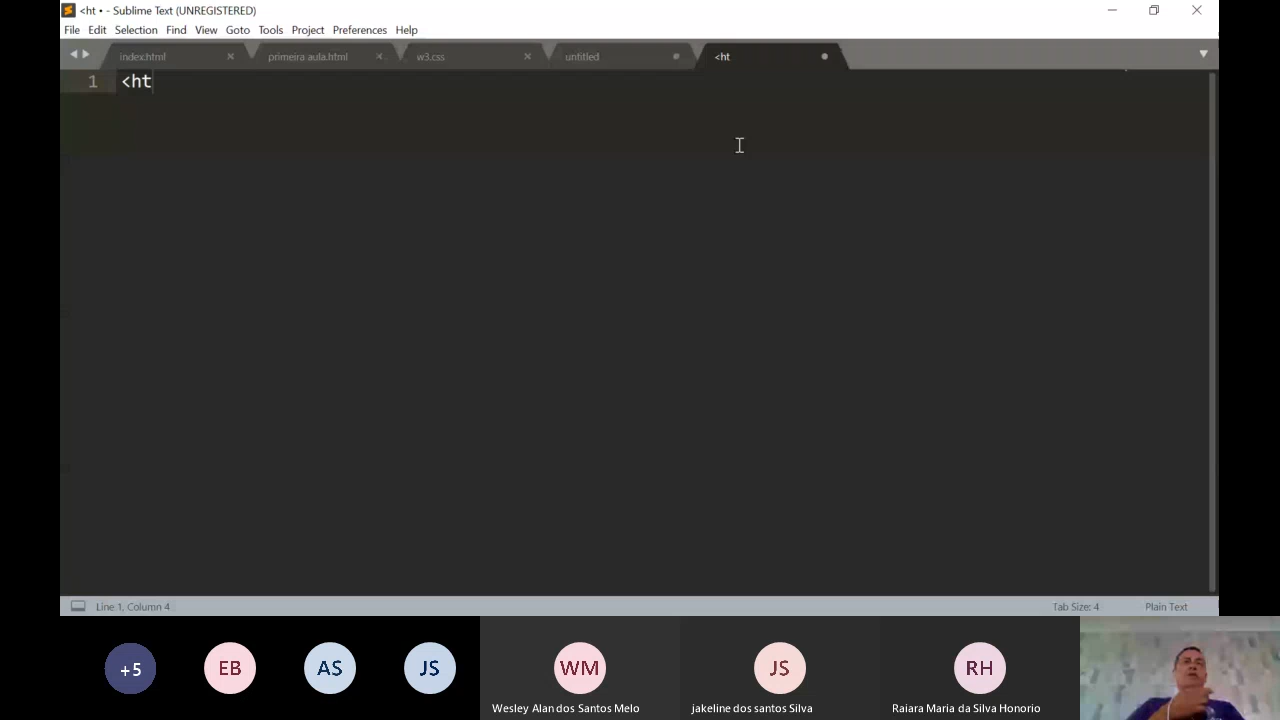 <ht • - Sublime Text (UNREGISTERED)
File Edit Selection Find View Goto Tools Project Preferences Help
index.html primeira aula.html w3.css untitled <ht
1 <ht
Line 1, Column 4 Tab Size: 4 Plain Text
+5 EB AS JS WM JS RH
Wesley Alan dos Santos Melo jakeline dos santos Silva Raiara Maria da Silva Honorio